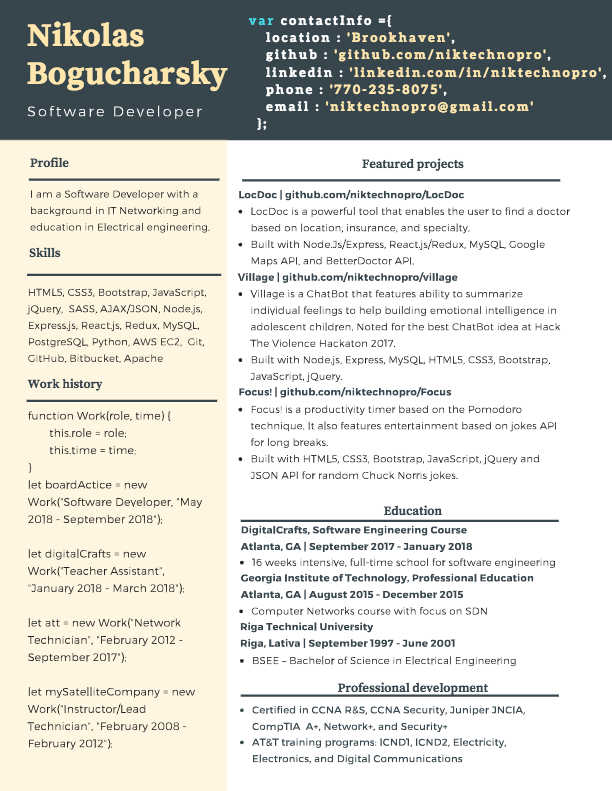 Nikolas
Bogucharsky
Software Developer
var contactInfo ={
location : 'Brookhaven',
github : 'github.com/niktechnopro',
linkedin : 'linkedin.com/in/niktechnopro',
phone : '770-235-8075',
email : 'niktechnopro@gmail.com'
};
Profile
I am a Software Developer with a
background in IT Networking and
education in Electrical engineering.
Skills
HTML5, CSS3, Bootstrap, JavaScript,
jQuery, SASS, AJAX/JSON, Node.js,
Express.js, React.js, Redux, MySQL,
PostgreSQL, Python, AWS EC2, Git,
GitHub, Bitbucket, Apache
Work history
function Work(role, time) {
this.role = role;
this.time = time;
}
let boardActice = new
Work("Software Developer, "May
2018 - September 2018");
let digitalCrafts = new
Work("Teacher Assistant",
"January 2018 - March 2018");
let att = new Work("Network
Technician", "February 2012 -
September 2017");
let mySatelliteCompany = new
Work("Instructor/Lead
Technician", "February 2008 -
February 2012");
Featured projects
LocDoc | github.com/niktechnopro/LocDoc
• LocDoc is a powerful tool that enables the user to find a doctor
based on location, insurance, and specialty.
• Built with Node.Js/Express, React.js/Redux, MySQL, Google
Maps API, and BetterDoctor API.
Village | github.com/niktechnopro/village
• Village is a ChatBot that features ability to summarize
individual feelings to help building emotional intelligence in
adolescent children. Noted for the best ChatBot idea at Hack
The Violence Hackaton 2017.
• Built with Node.js, Express, MySQL, HTML5, CSS3, Bootstrap,
JavaScript, jQuery.
Focus! | github.com/niktechnopro/Focus
• Focus! is a productivity timer based on the Pomodoro
technique. It also features entertainment based on jokes API
for long breaks.
• Built with HTML5, CSS3, Bootstrap, JavaScript, jQuery and
JSON API for random Chuck Norris jokes.
Education
DigitalCrafts, Software Engineering Course
Atlanta, GA | September 2017 - January 2018
• 16 weeks intensive, full-time school for software engineering
Georgia Institute of Technology, Professional Education
Atlanta, GA | August 2015 - December 2015
• Computer Networks course with focus on SDN
Riga Technical University
Riga, Lativa | September 1997 - June 2001
• BSEE – Bachelor of Science in Electrical Engineering
Professional development
• Certified in CCNA R&S, CCNA Security, Juniper JNCIA,
CompTIA A+, Network+, and Security+
• AT&T training programs: ICND1, ICND2, Electricity,
Electronics, and Digital Communications